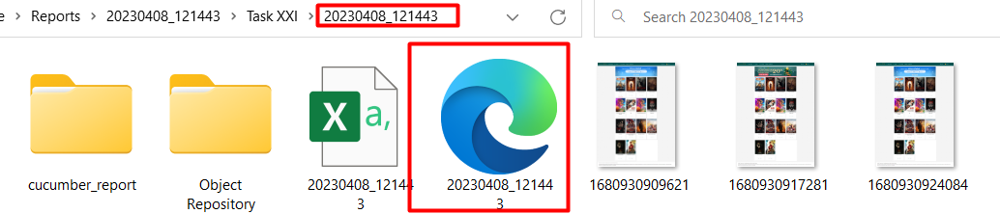 e > Reports > 20230408_121443 > Task XXI > 20230408_121443
Search 20230408_121443
X a,
cucumber_report
Object
Repository
20230408_12144
3
20230408_12144
3
1680930909621
1680930917281
1680930924084